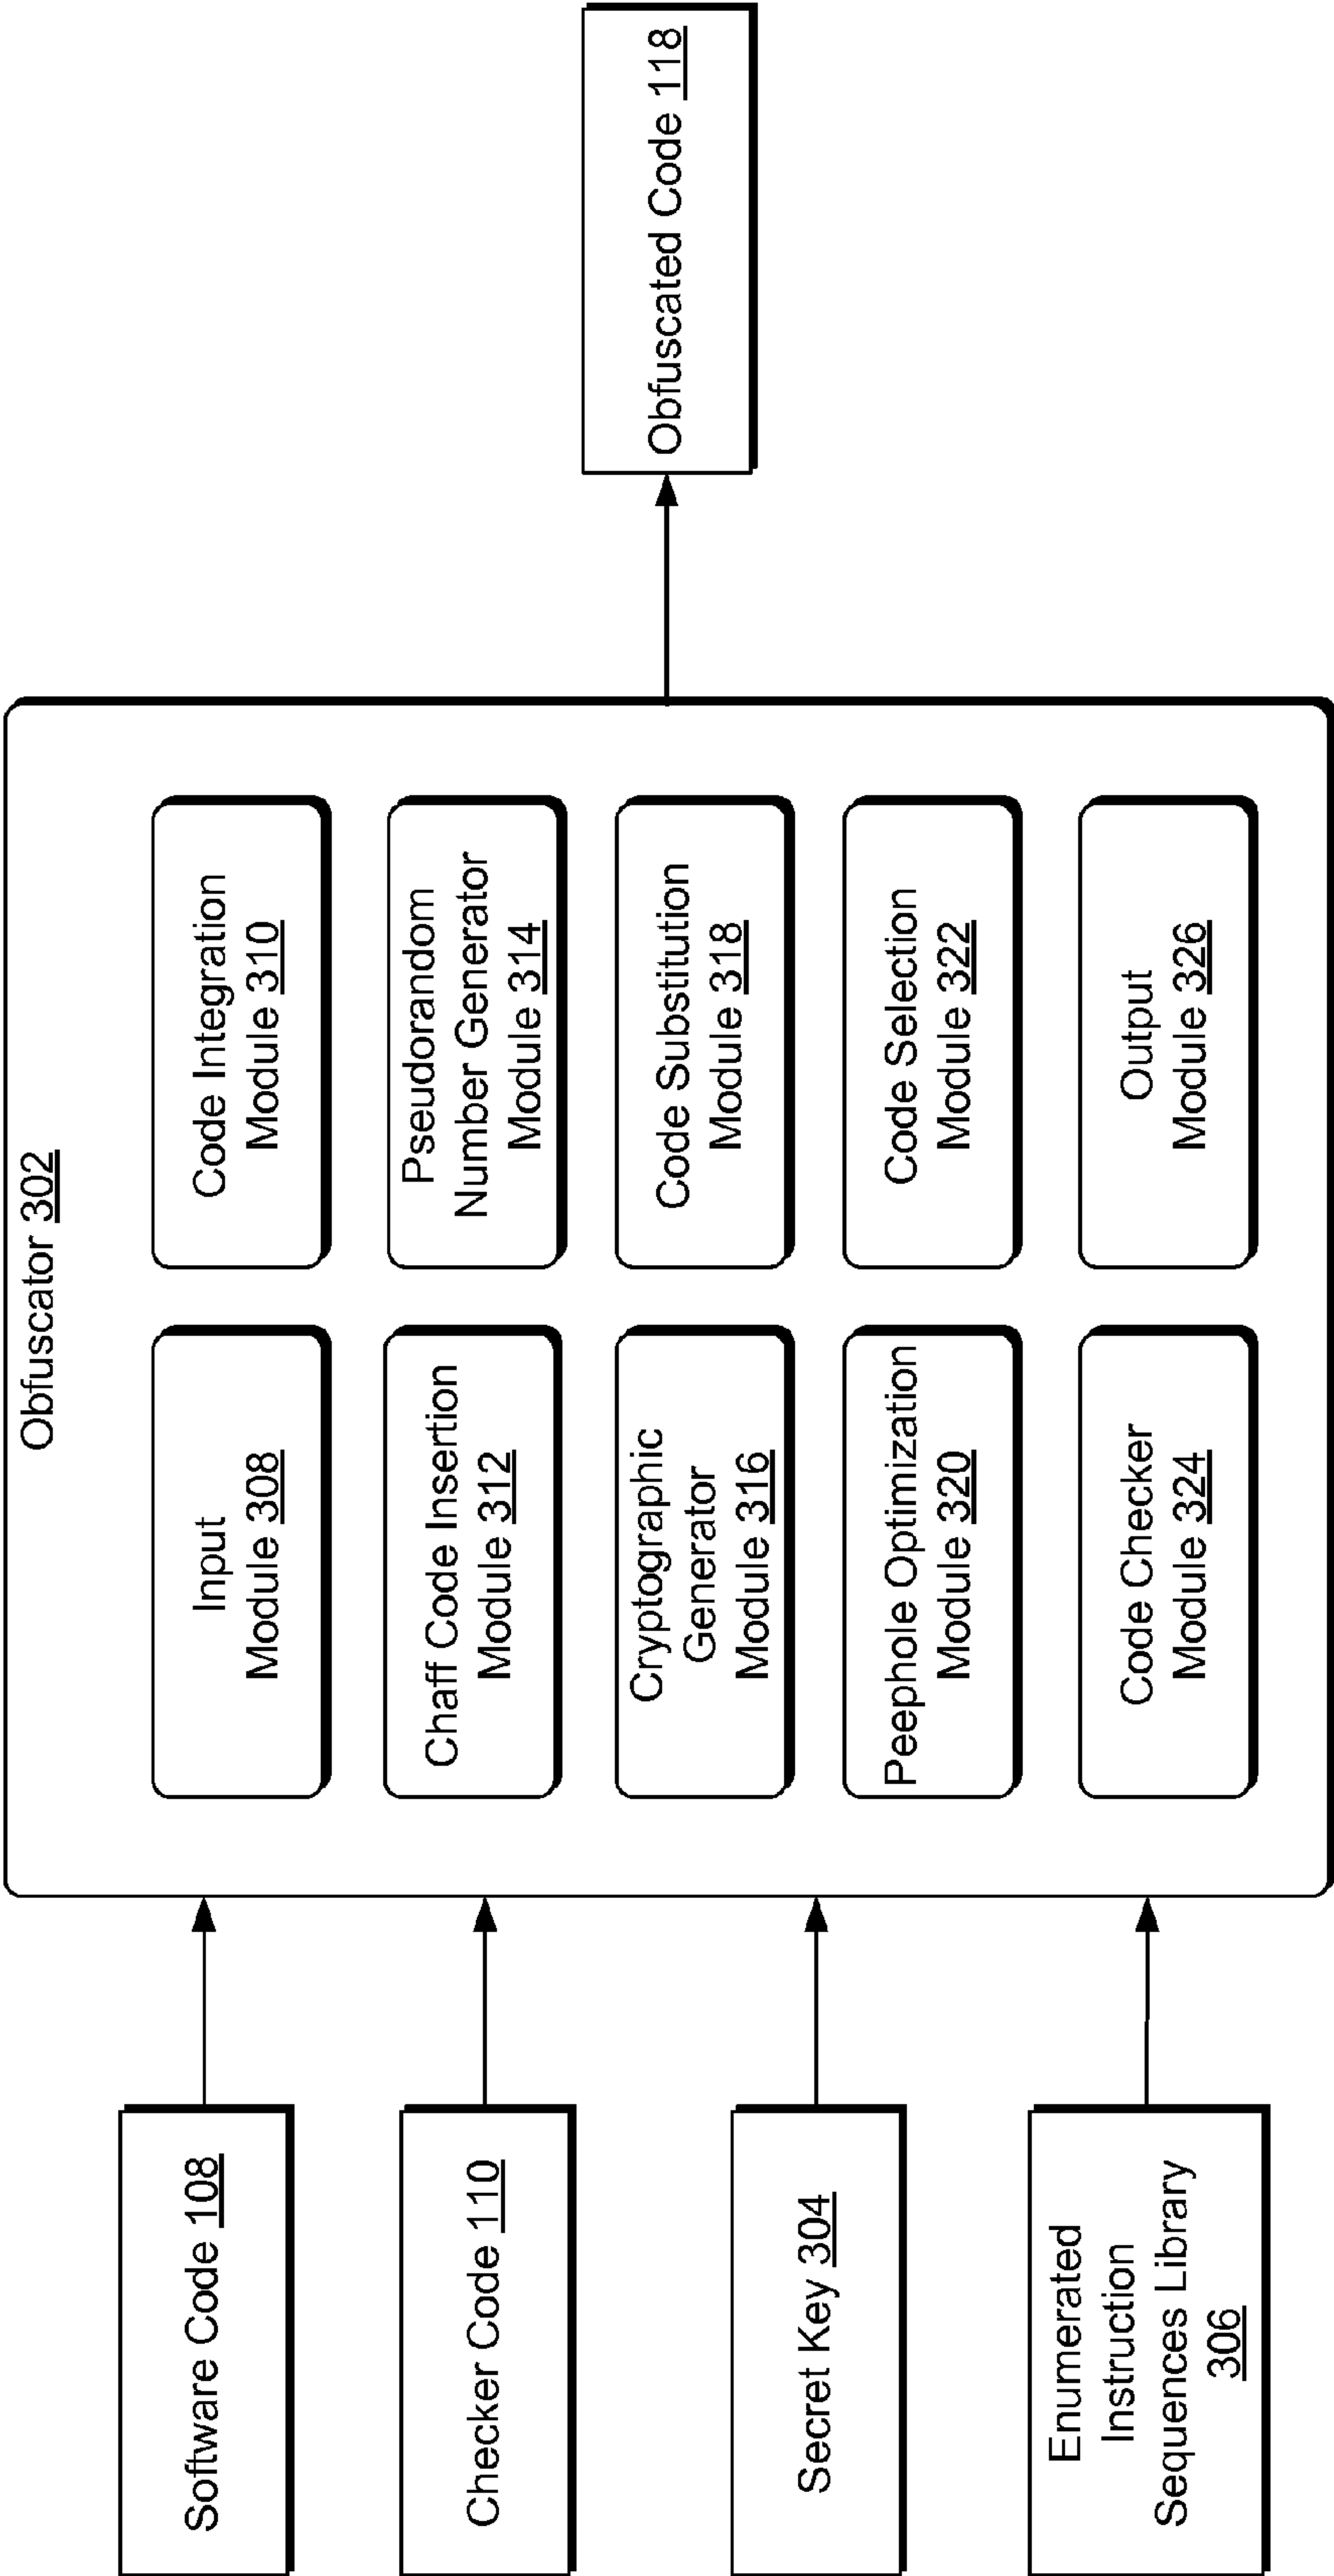 Software Code 108
Checker Code 110
Secret Key 304
Enumerated
Instruction
Sequences Library
306
Obfuscator 302
Input
Module 308
Code Integration
Module 310
Chaff Code Insertion
Module 312
Pseudorandom
Number Generator
Module 314
Cryptographic
Generator
Module 316
Code Substitution
Module 318
Peephole Optimization
Module 320
Code Selection
Module 322
Code Checker
Module 324
Output
Module 326
Obfuscated Code 118